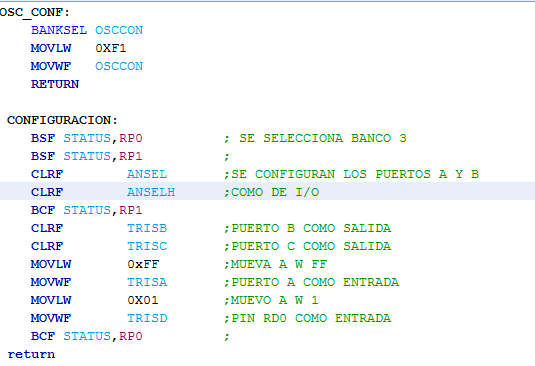 OSC_CONF:
BANKSEL OSCCON
MOVLW 0XF1
MOVWF OSCCON
RETURN
CONFIGURACION:
BSF STATUS,RP0 ; SE SELECCIONA BANCO 3
BSF STATUS,RP1 ;
CLRF ANSEL ;SE CONFIGURAN LOS PUERTOS A Y B
CLRF ANSELH ;COMO DE I/O
BCF STATUS,RP1
CLRF TRISB ;PUERTO B COMO SALIDA
CLRF TRISC ;PUERTO C COMO SALIDA
MOVLW 0xFF ;MUEVA A W FF
MOVWF TRISA ;PUERTO A COMO ENTRADA
MOVLW 0X01 ;MUEVO A W 1
MOVWF TRISD ;PIN RD0 COMO ENTRADA
BCF STATUS,RP0 ;
return